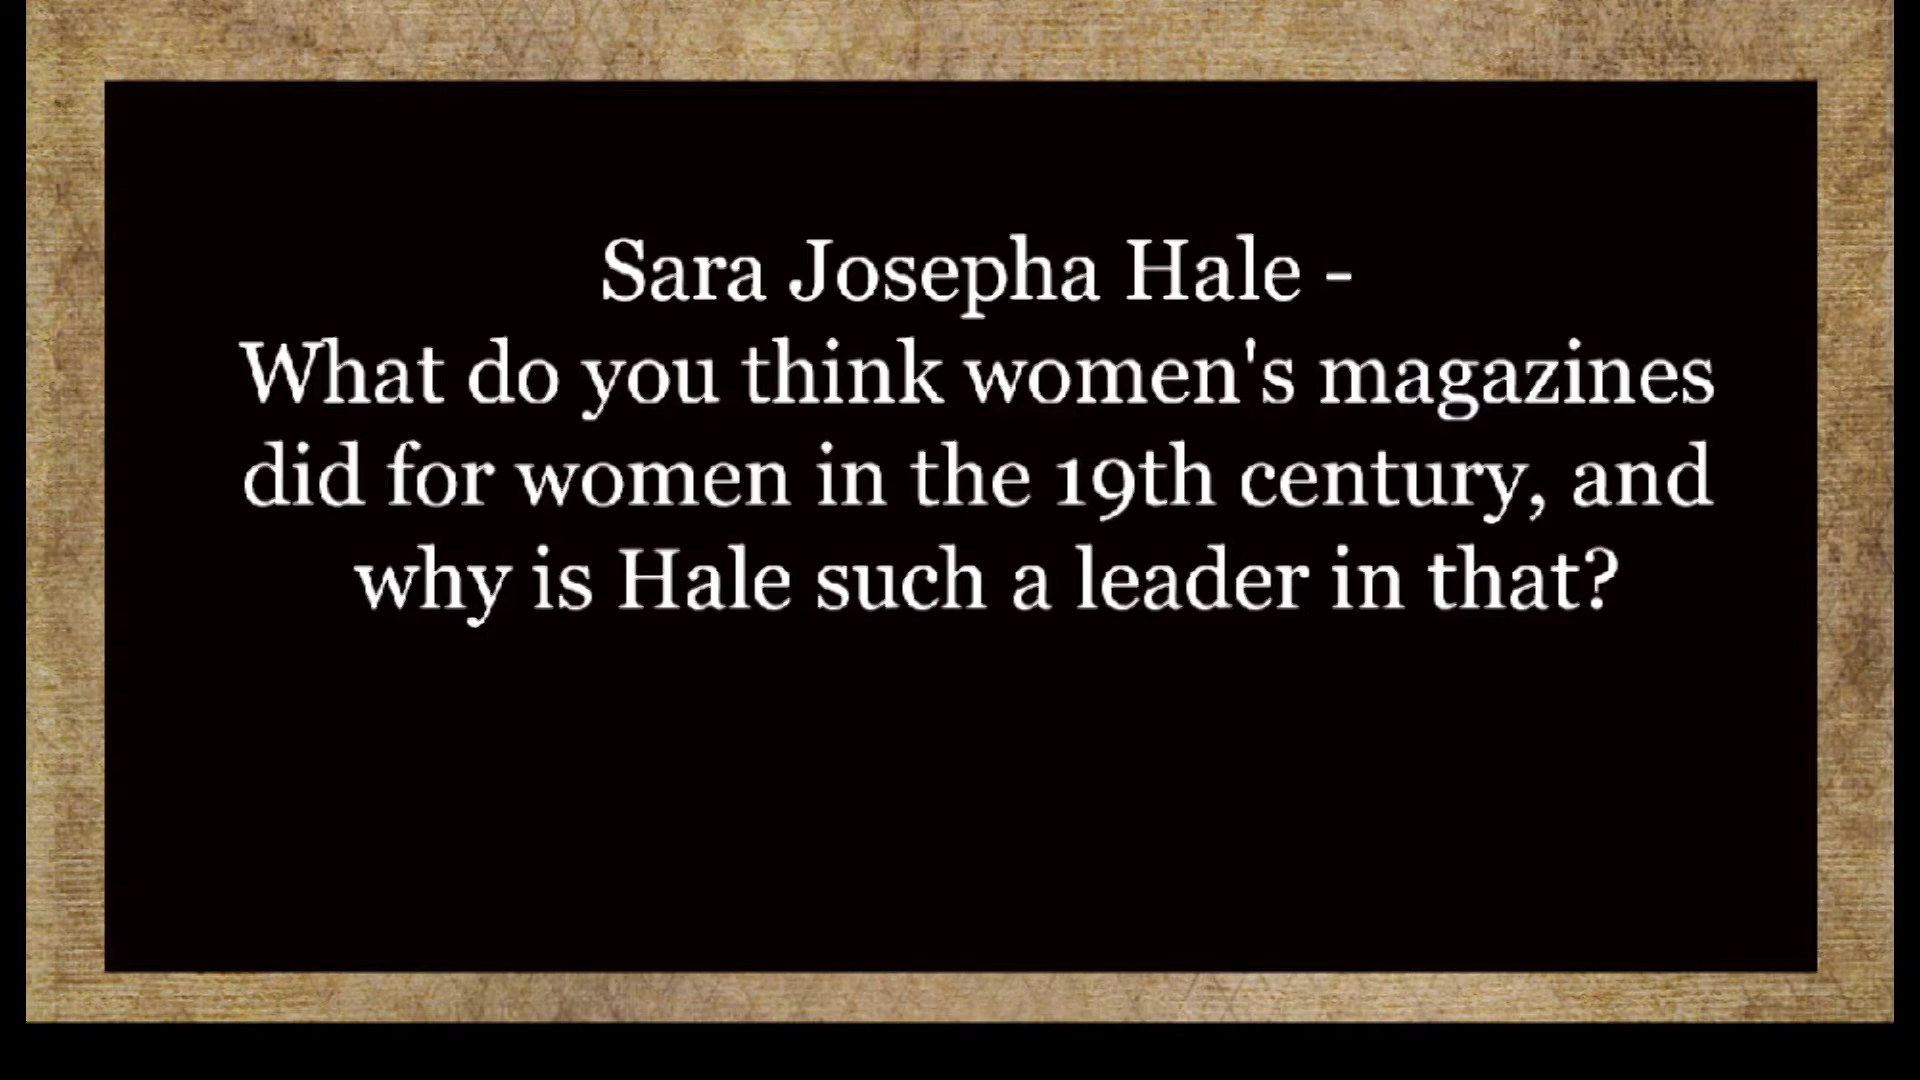 Sara Josepha Hale -
What do you think women's magazines
did for women in the 19th century, and
why is Hale such a leader in that?